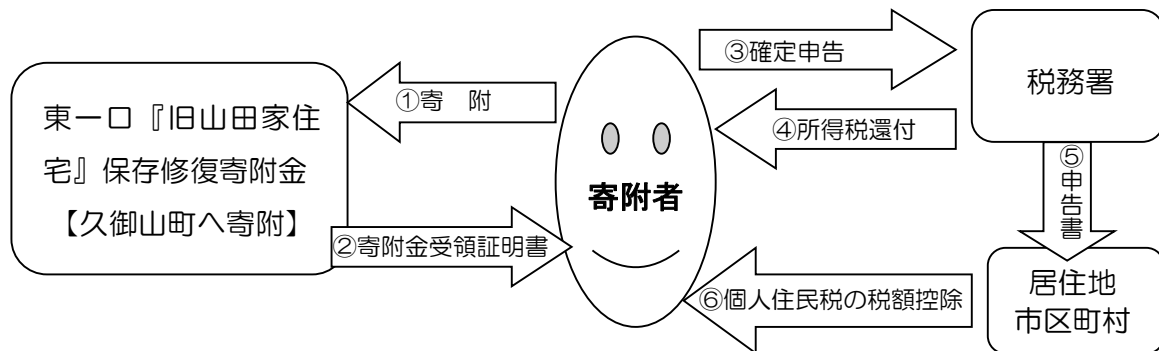 ③確定申告
税務署
①寄　附
東一口『旧山田家住
宅』保存修復寄附金
【久御山町へ寄附】
④所得税還付
寄附者
②寄附金受領証明書
⑤申告書
⑥個人住民税の税額控除
居住地
市区町村